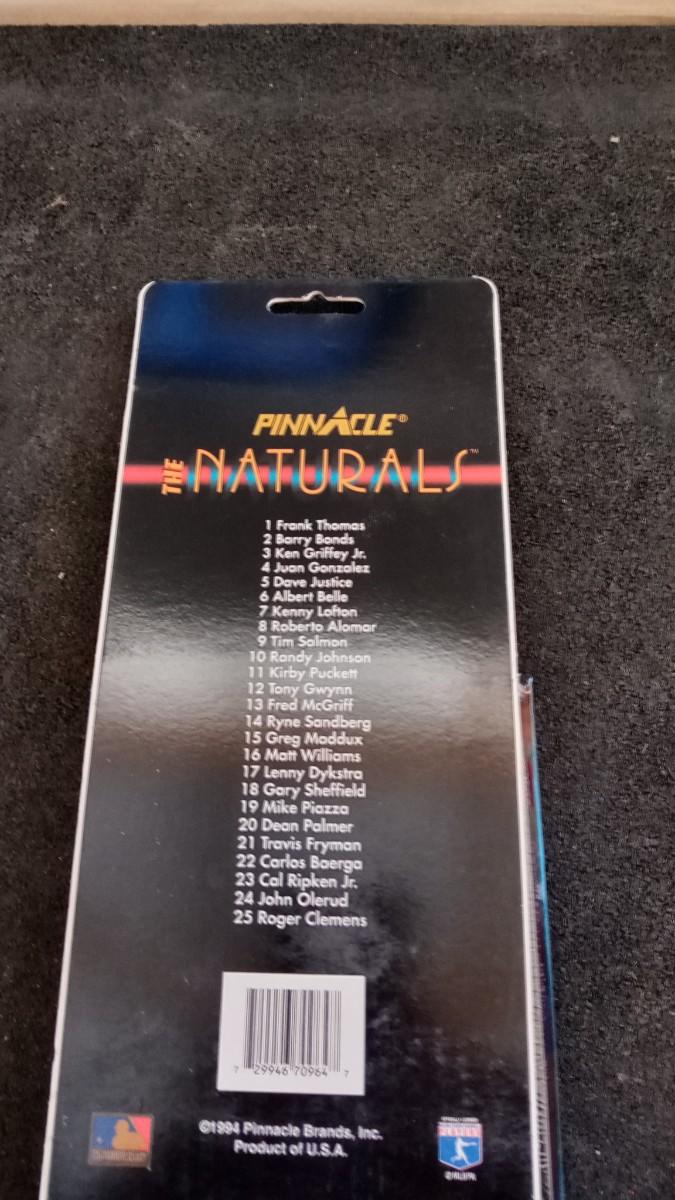 PINNACLE®
THE NATURALS™
1 Frank Thomas
2 Barry Bonds
3 Ken Griffey Jr.
4 Juan Gonzalez
5 Dave Justice
6 Albert Belle
7 Kenny Lofton
8 Roberto Alomar
9 Tim Salmon
10 Randy Johnson
11 Kirby Puckett
12 Tony Gwynn
13 Fred McGriff
14 Ryne Sandberg
15 Greg Maddux
16 Matt Williams
17 Lenny Dykstra
18 Gary Sheffield
19 Mike Piazza
20 Dean Palmer
21 Travis Fryman
22 Carlos Baerga
23 Cal Ripken Jr.
24 John Olerud
25 Roger Clemens
7 29946 70964 7
©1994 Pinnacle Brands, Inc.
Product of U.S.A.
PLAYERS